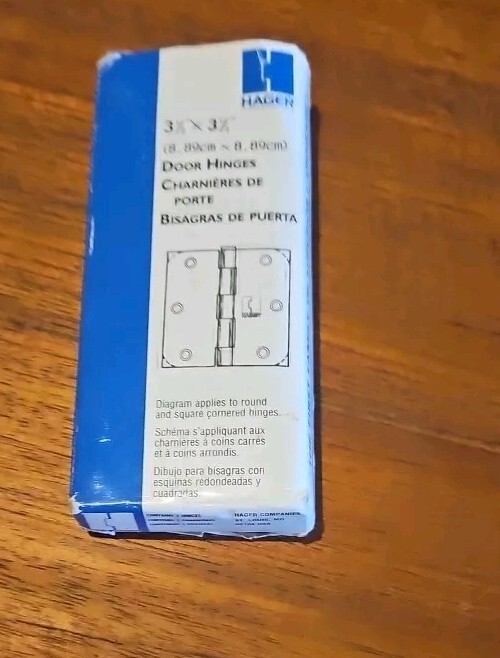 HAGER
3½" × 3½"
(8.89cm × 8.89cm)
DOOR HINGES
CHARNIÈRES DE
PORTE
BISAGRAS DE PUERTA
Diagram applies to round
and square cornered hinges.
Schéma s'appliquant aux
charnières à coins carrés
et à coins arrondis.
Dibujo para bisagras con
esquinas redondeadas y
cuadradas.
HAGER COMPANIES
ST. LOUIS, MO